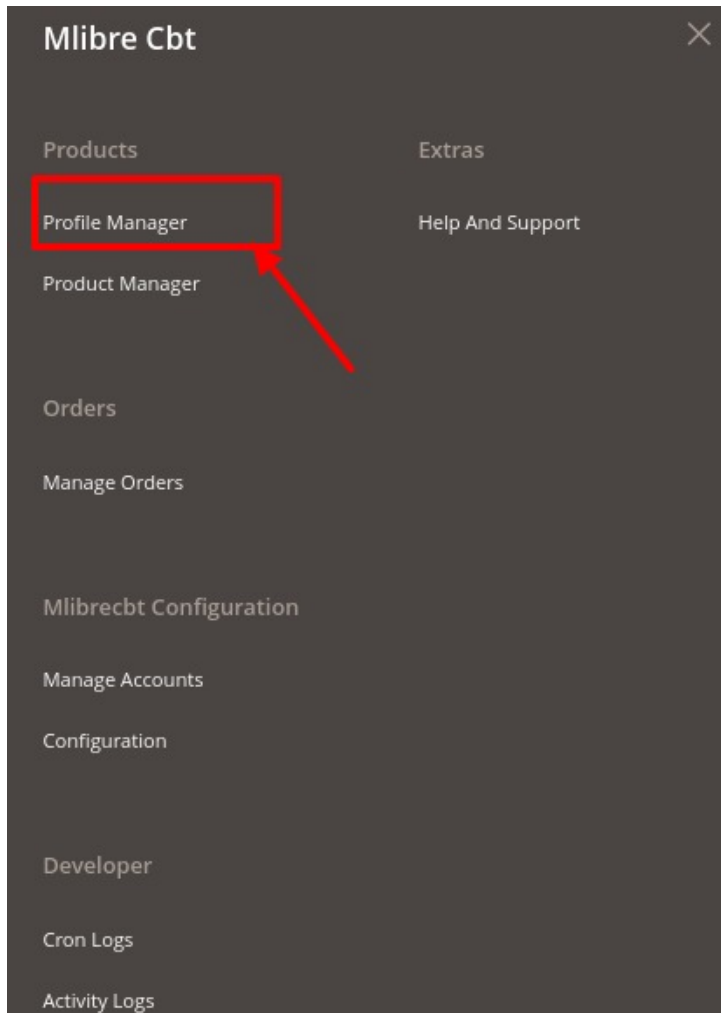 Mlibre Cbt
Products
Profile Manager
Product Manager
Extras
Help And Support
Orders
Manage Orders
Mlibrecbt Configuration
Manage Accounts
Configuration
Developer
Cron Logs
Activity Logs